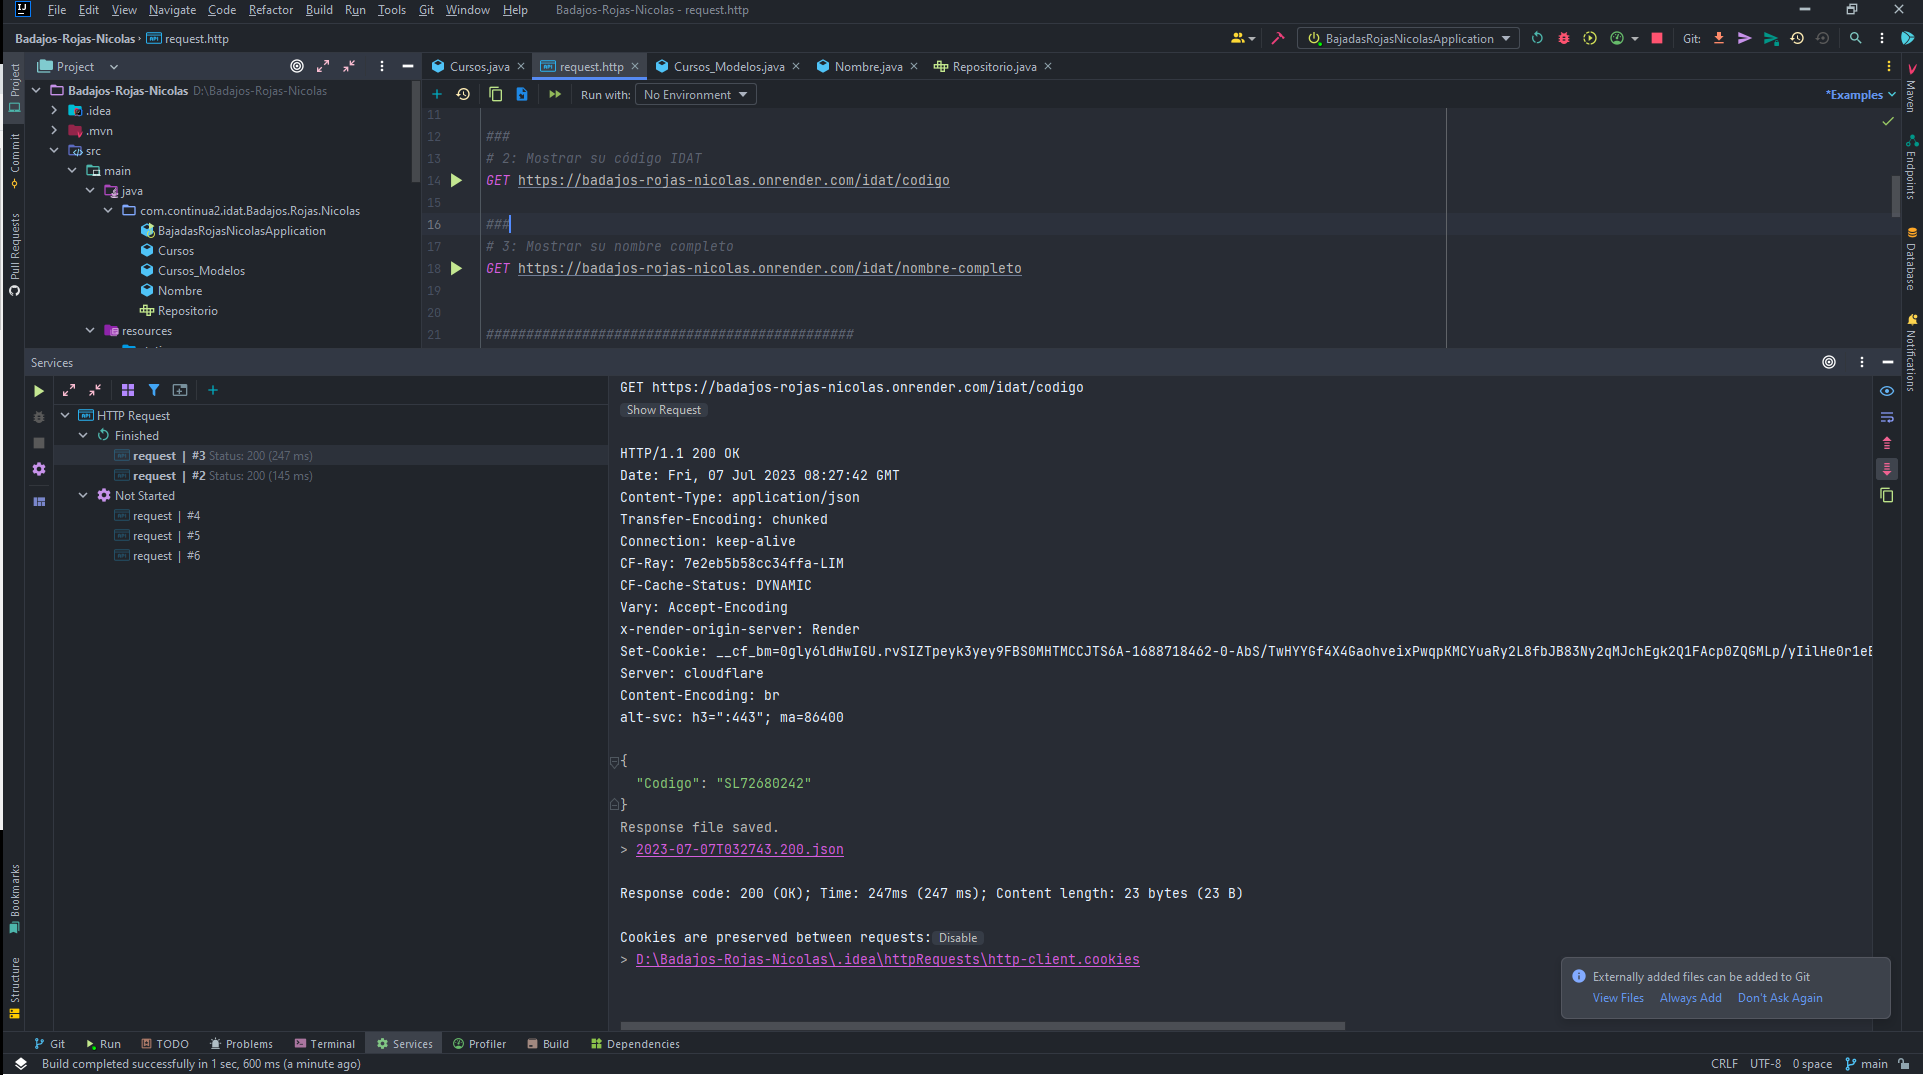 File Edit View Navigate Code Refactor Build Run Tools Git Window Help Badajos-Rojas-Nicolas - request.http
Badajos-Rojas-Nicolas › request.http
BajadasRojasNicolasApplication
Git:
Project
Cursos.java
request.http
Cursos_Modelos.java
Nombre.java
Repositorio.java
Run with: No Environment
*Examples
Badajos-Rojas-Nicolas D:\Badajos-Rojas-Nicolas
.idea
.mvn
src
main
java
com.continua2.idat.Badajos.Rojas.Nicolas
BajadasRojasNicolasApplication
Cursos
Cursos_Modelos
Nombre
Repositorio
resources
11
12 ###
13 # 2: Mostrar su código IDAT
14 GET https://badajos-rojas-nicolas.onrender.com/idat/codigo
15
16 ###
17 # 3: Mostrar su nombre completo
18 GET https://badajos-rojas-nicolas.onrender.com/idat/nombre-completo
19
20
21 ##############################################
Project
Commit
Pull Requests
Bookmarks
Structure
Maven
Endpoints
Database
Notifications
Services
HTTP Request
Finished
request | #3 Status: 200 (247 ms)
request | #2 Status: 200 (145 ms)
Not Started
request | #4
request | #5
request | #6
GET https://badajos-rojas-nicolas.onrender.com/idat/codigo
Show Request
HTTP/1.1 200 OK
Date: Fri, 07 Jul 2023 08:27:42 GMT
Content-Type: application/json
Transfer-Encoding: chunked
Connection: keep-alive
CF-Ray: 7e2eb5b58cc34ffa-LIM
CF-Cache-Status: DYNAMIC
Vary: Accept-Encoding
x-render-origin-server: Render
Set-Cookie: __cf_bm=0gly6ldHwIGU.rvSIZTpeyk3yey9FBS0MHTMCCJTS6A-1688718462-0-AbS/TwHYYGf4X4GaohveixPwqpKMCYuaRy2L8fbJB83Ny2qMJchEgk2Q1FAcp0ZQGMLp/yIilHe0r1eE
Server: cloudflare
Content-Encoding: br
alt-svc: h3=":443"; ma=86400
{
"Codigo": "SL72680242"
}
Response file saved.
> 2023-07-07T032743.200.json
Response code: 200 (OK); Time: 247ms (247 ms); Content length: 23 bytes (23 B)
Cookies are preserved between requests: Disable
> D:\Badajos-Rojas-Nicolas\.idea\httpRequests\http-client.cookies
Externally added files can be added to Git
View Files Always Add Don't Ask Again
Git Run TODO Problems Terminal Services Profiler Build Dependencies
Build completed successfully in 1 sec, 600 ms (a minute ago)
CRLF UTF-8 0 space main